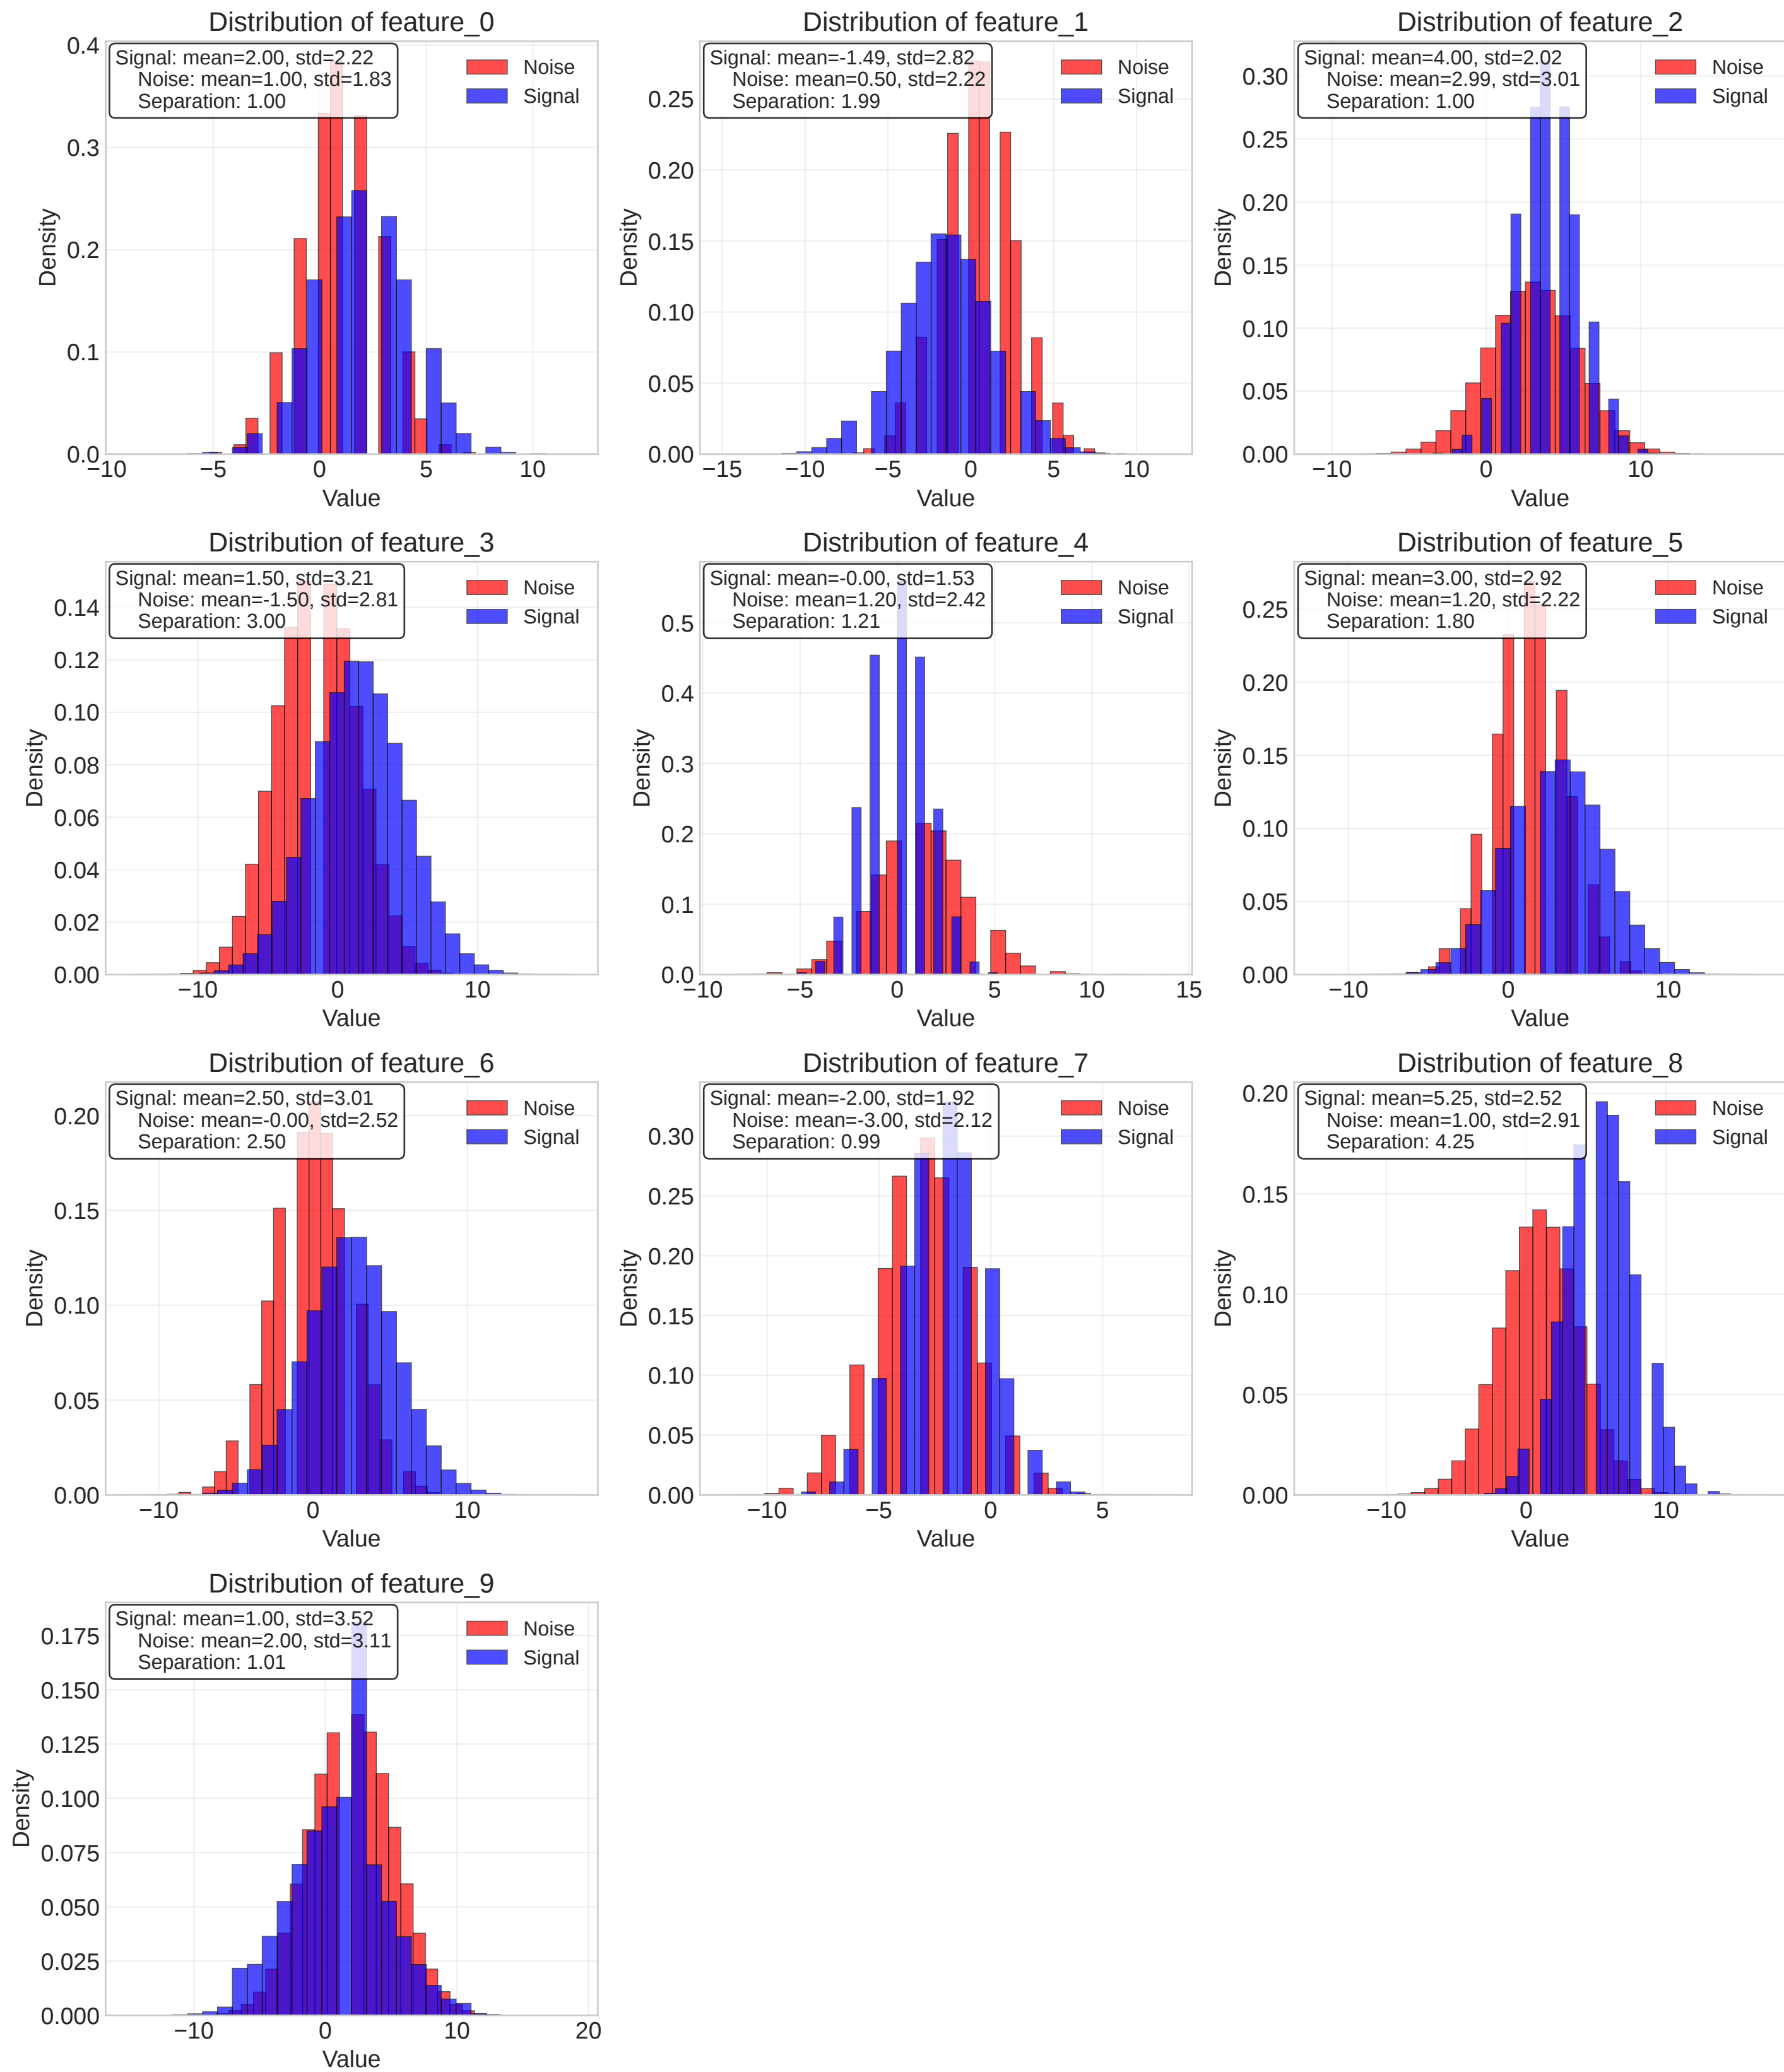 Distribution of feature_0
Signal: mean=2.00, std=2.22
Noise: mean=1.00, std=1.83
Separation: 1.00
Noise
Signal
0.4
0.3
0.2
0.1
0.0
Density
−10 −5 0 5 10
Value
Distribution of feature_1
Signal: mean=-1.49, std=2.82
Noise: mean=0.50, std=2.22
Separation: 1.99
Noise
Signal
0.25
0.20
0.15
0.10
0.05
0.00
Density
−15 −10 −5 0 5 10
Value
Distribution of feature_2
Signal: mean=4.00, std=2.02
Noise: mean=2.99, std=3.01
Separation: 1.00
Noise
Signal
0.30
0.25
0.20
0.15
0.10
0.05
0.00
Density
−10 0 10
Value
Distribution of feature_3
Signal: mean=1.50, std=3.21
Noise: mean=-1.50, std=2.81
Separation: 3.00
Noise
Signal
0.14
0.12
0.10
0.08
0.06
0.04
0.02
0.00
Density
−10 0 10
Value
Distribution of feature_4
Signal: mean=-0.00, std=1.53
Noise: mean=1.20, std=2.42
Separation: 1.21
Noise
Signal
0.5
0.4
0.3
0.2
0.1
0.0
Density
−10 −5 0 5 10 15
Value
Distribution of feature_5
Signal: mean=3.00, std=2.92
Noise: mean=1.20, std=2.22
Separation: 1.80
Noise
Signal
0.25
0.20
0.15
0.10
0.05
0.00
Density
−10 0 10
Value
Distribution of feature_6
Signal: mean=2.50, std=3.01
Noise: mean=-0.00, std=2.52
Separation: 2.50
Noise
Signal
0.20
0.15
0.10
0.05
0.00
Density
−10 0 10
Value
Distribution of feature_7
Signal: mean=-2.00, std=1.92
Noise: mean=-3.00, std=2.12
Separation: 0.99
Noise
Signal
0.30
0.25
0.20
0.15
0.10
0.05
0.00
Density
−10 −5 0 5
Value
Distribution of feature_8
Signal: mean=5.25, std=2.52
Noise: mean=1.00, std=2.91
Separation: 4.25
Noise
Signal
0.20
0.15
0.10
0.05
0.00
Density
−10 0 10
Value
Distribution of feature_9
Signal: mean=1.00, std=3.52
Noise: mean=2.00, std=3.11
Separation: 1.01
Noise
Signal
0.175
0.150
0.125
0.100
0.075
0.050
0.025
0.000
Density
−10 0 10 20
Value